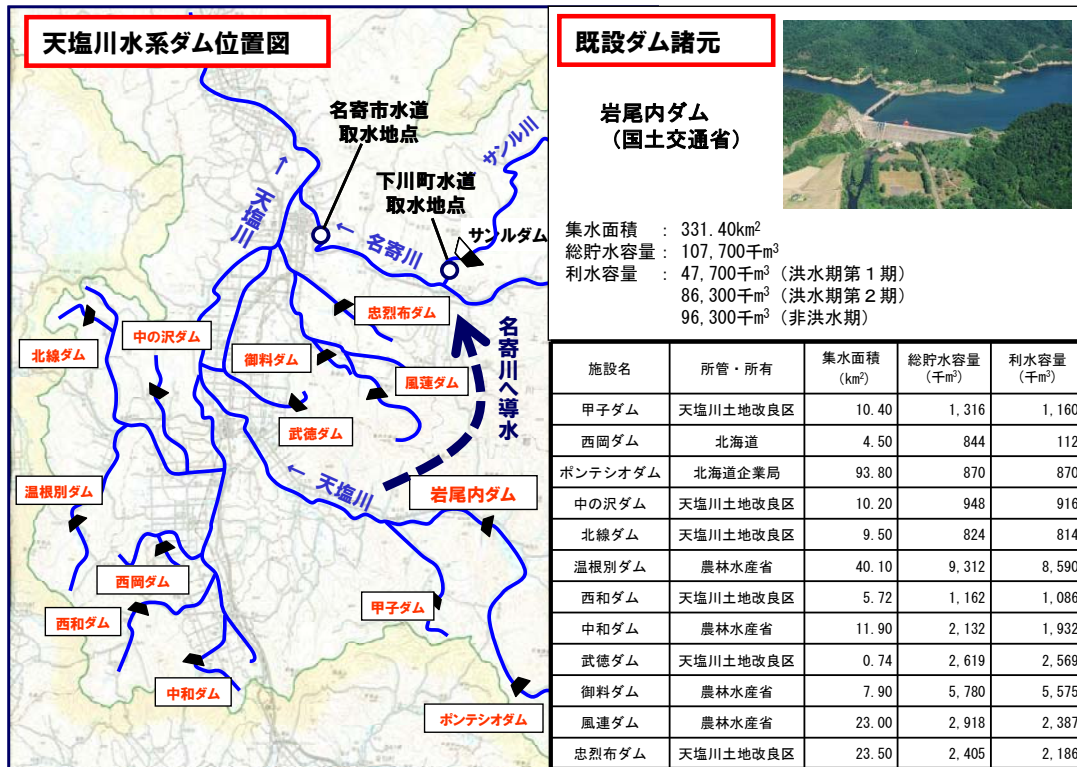 天塩川水系ダム位置図
名寄市水道
取水地点
サンル川
下川町水道
取水地点
サンルダム
← 天塩川
← 名寄川
忠烈布ダム
中の沢ダム
北線ダム
御料ダム
風蓮ダム
名寄川へ導水
武徳ダム
← 天塩川
岩尾内ダム
温根別ダム
西岡ダム
西和ダム
甲子ダム
中和ダム
ポンテシオダム
既設ダム諸元
岩尾内ダム
(国土交通省)
集水面積 : 331.40km²
総貯水容量 : 107,700千m³
利水容量 : 47,700千m³(洪水期第1期)
86,300千m³(洪水期第2期)
96,300千m³(非洪水期)
施設名 所管・所有 集水面積(km²) 総貯水容量(千m³) 利水容量(千m³)
甲子ダム 天塩川土地改良区 10.40 1,316 1,160
西岡ダム 北海道 4.50 844 112
ポンテシオダム 北海道企業局 93.80 870 870
中の沢ダム 天塩川土地改良区 10.20 948 916
北線ダム 天塩川土地改良区 9.50 824 814
温根別ダム 農林水産省 40.10 9,312 8,590
西和ダム 天塩川土地改良区 5.72 1,162 1,086
中和ダム 農林水産省 11.90 2,132 1,932
武徳ダム 天塩川土地改良区 0.74 2,619 2,569
御料ダム 農林水産省 7.90 5,780 5,575
風連ダム 農林水産省 23.00 2,918 2,387
忠烈布ダム 天塩川土地改良区 23.50 2,405 2,186